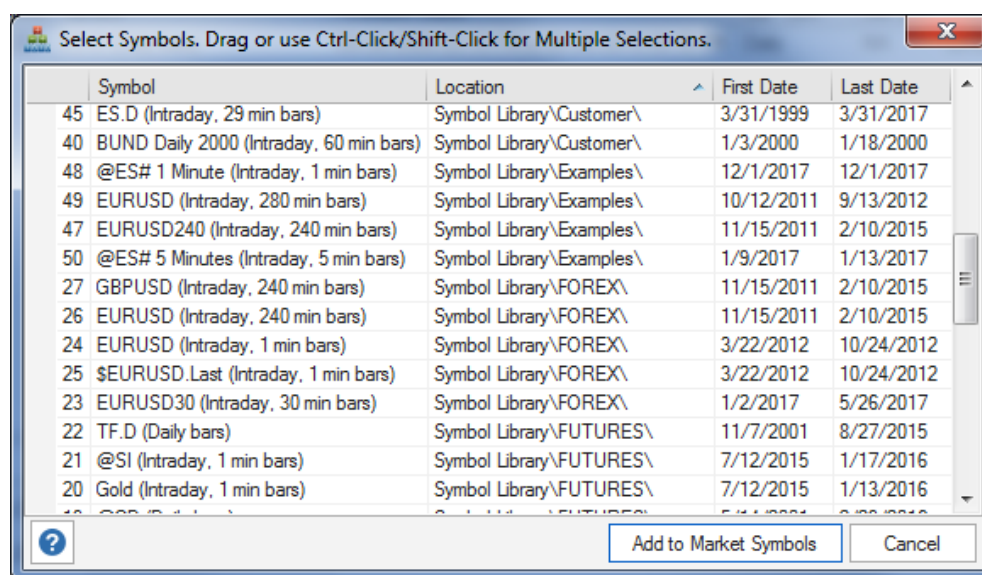 Select Symbols. Drag or use Ctrl-Click/Shift-Click for Multiple Selections.
Symbol Location First Date Last Date
45 ES.D (Intraday, 29 min bars) Symbol Library\Customer\ 3/31/1999 3/31/2017
40 BUND Daily 2000 (Intraday, 60 min bars) Symbol Library\Customer\ 1/3/2000 1/18/2000
48 @ES# 1 Minute (Intraday, 1 min bars) Symbol Library\Examples\ 12/1/2017 12/1/2017
49 EURUSD (Intraday, 280 min bars) Symbol Library\Examples\ 10/12/2011 9/13/2012
47 EURUSD240 (Intraday, 240 min bars) Symbol Library\Examples\ 11/15/2011 2/10/2015
50 @ES# 5 Minutes (Intraday, 5 min bars) Symbol Library\Examples\ 1/9/2017 1/13/2017
27 GBPUSD (Intraday, 240 min bars) Symbol Library\FOREX\ 11/15/2011 2/10/2015
26 EURUSD (Intraday, 240 min bars) Symbol Library\FOREX\ 11/15/2011 2/10/2015
24 EURUSD (Intraday, 1 min bars) Symbol Library\FOREX\ 3/22/2012 10/24/2012
25 $EURUSD.Last (Intraday, 1 min bars) Symbol Library\FOREX\ 3/22/2012 10/24/2012
23 EURUSD30 (Intraday, 30 min bars) Symbol Library\FOREX\ 1/2/2017 5/26/2017
22 TF.D (Daily bars) Symbol Library\FUTURES\ 11/7/2001 8/27/2015
21 @SI (Intraday, 1 min bars) Symbol Library\FUTURES\ 7/12/2015 1/17/2016
20 Gold (Intraday, 1 min bars) Symbol Library\FUTURES\ 7/12/2015 1/13/2016
? Add to Market Symbols Cancel